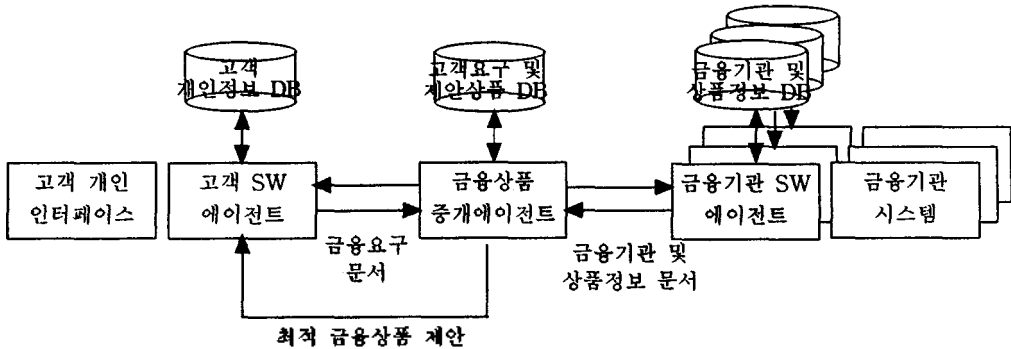 고객
개인정보 DB
고객요구 및
제안상품 DB
금융기관 및
상품정보 DB
고객 개인
인터페이스
고객 SW
에이전트
금융상품
중개에이전트
금융기관 SW
에이전트
금융기관
시스템
금융요구
문서
금융기관 및
상품정보 문서
최적 금융상품 제안